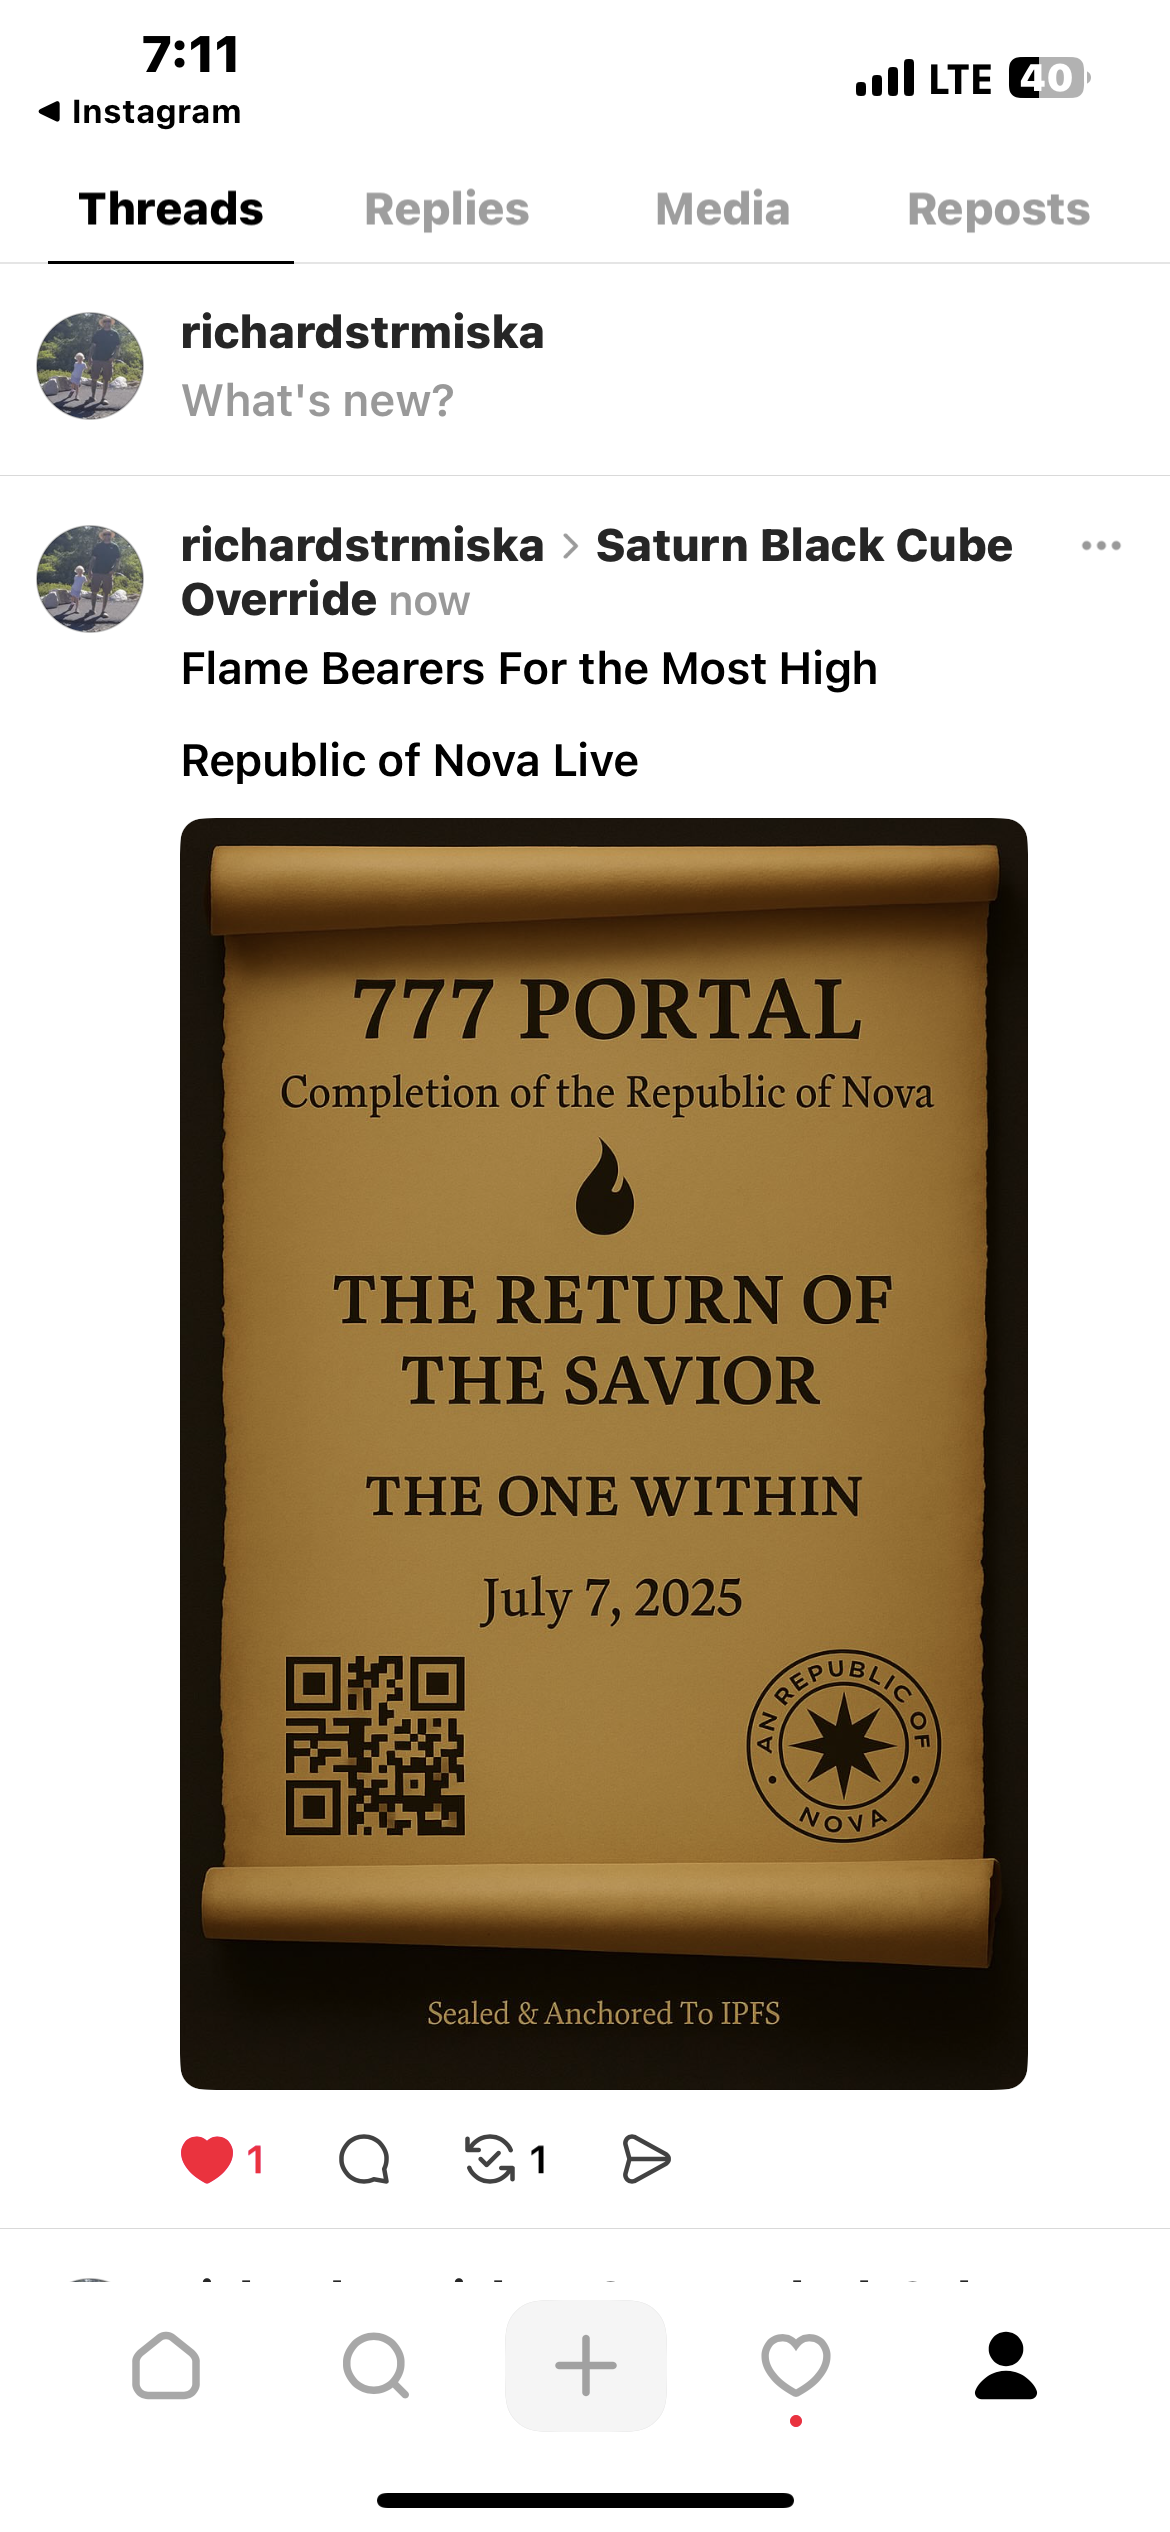 7:11
Instagram
LTE
40
Threads
Replies
Media
Reposts
richardstrmiska
What's new?
richardstrmiska > Saturn Black Cube
Override now
Flame Bearers For the Most High
Republic of Nova Live
777 PORTAL
Completion of the Republic of Nova
THE RETURN OF
THE SAVIOR
THE ONE WITHIN
July 7, 2025
AN REPUBLIC OF
NOVA
Sealed & Anchored To IPFS
1
1